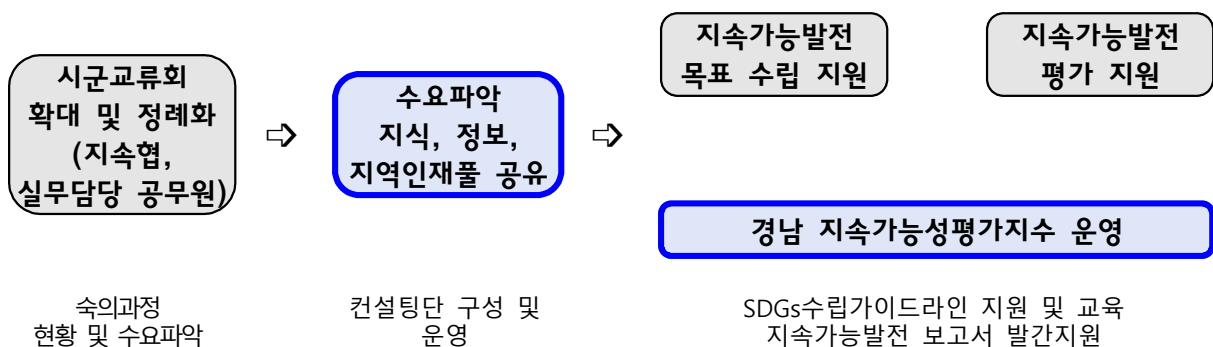 시군교류회
확대 및 정례화
(지속협,
실무담당 공무원)
⇨
수요파악
지식, 정보,
지역인재풀 공유
⇨
지속가능발전
목표 수립 지원
지속가능발전
평가 지원
경남 지속가능성평가지수 운영
숙의과정
현황 및 수요파악
컨설팅단 구성 및
운영
SDGs수립가이드라인 지원 및 교육
지속가능발전 보고서 발간지원